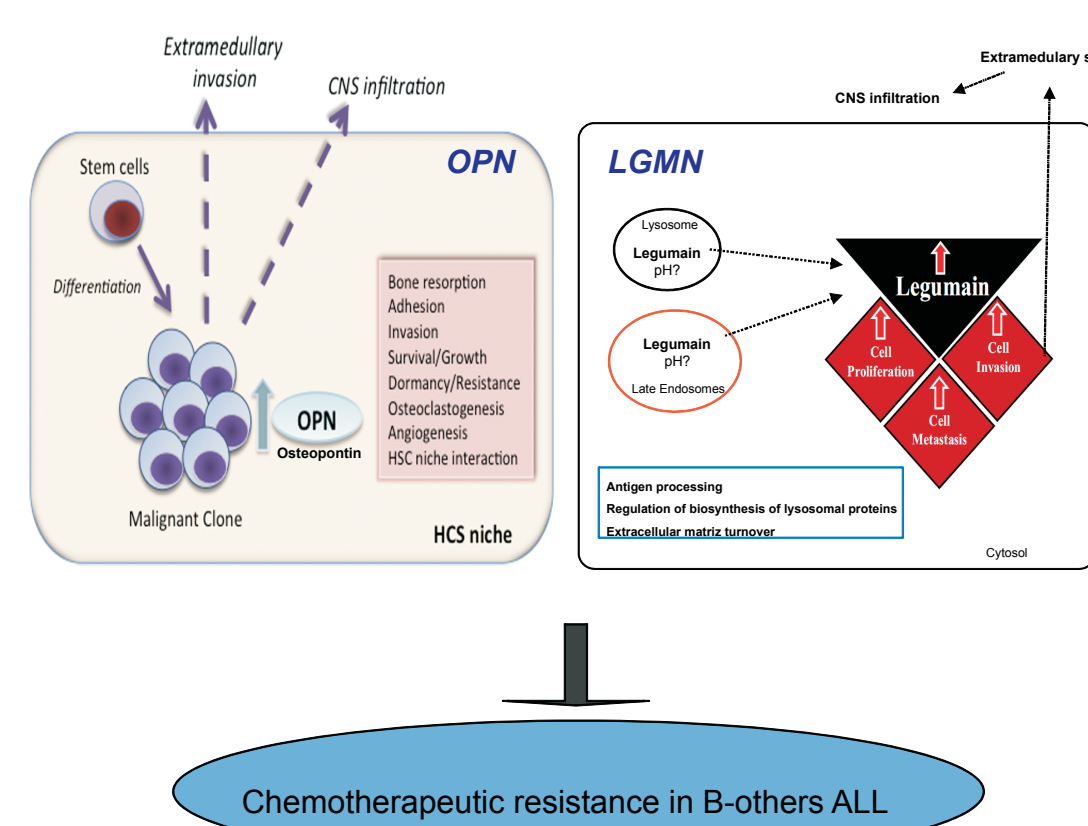 Extramedullary
invasion
CNS infiltration
OPN
Stem cells
Differentiation
Bone resorption
Adhesion
Invasion
Survival/Growth
Dormancy/Resistance
Osteoclastogenesis
Angiogenesis
HSC niche interaction
OPN
Osteopontin
Malignant Clone
HCS niche
Extramedulary s
CNS infiltration
LGMN
Lysosome
Legumain
pH?
Legumain
pH?
Late Endosomes
Legumain
Cell
Proliferation
Cell
Invasion
Cell
Metastasis
Antigen processing
Regulation of biosynthesis of lysosomal proteins
Extracellular matriz turnover
Cytosol
Chemotherapeutic resistance in B-others ALL